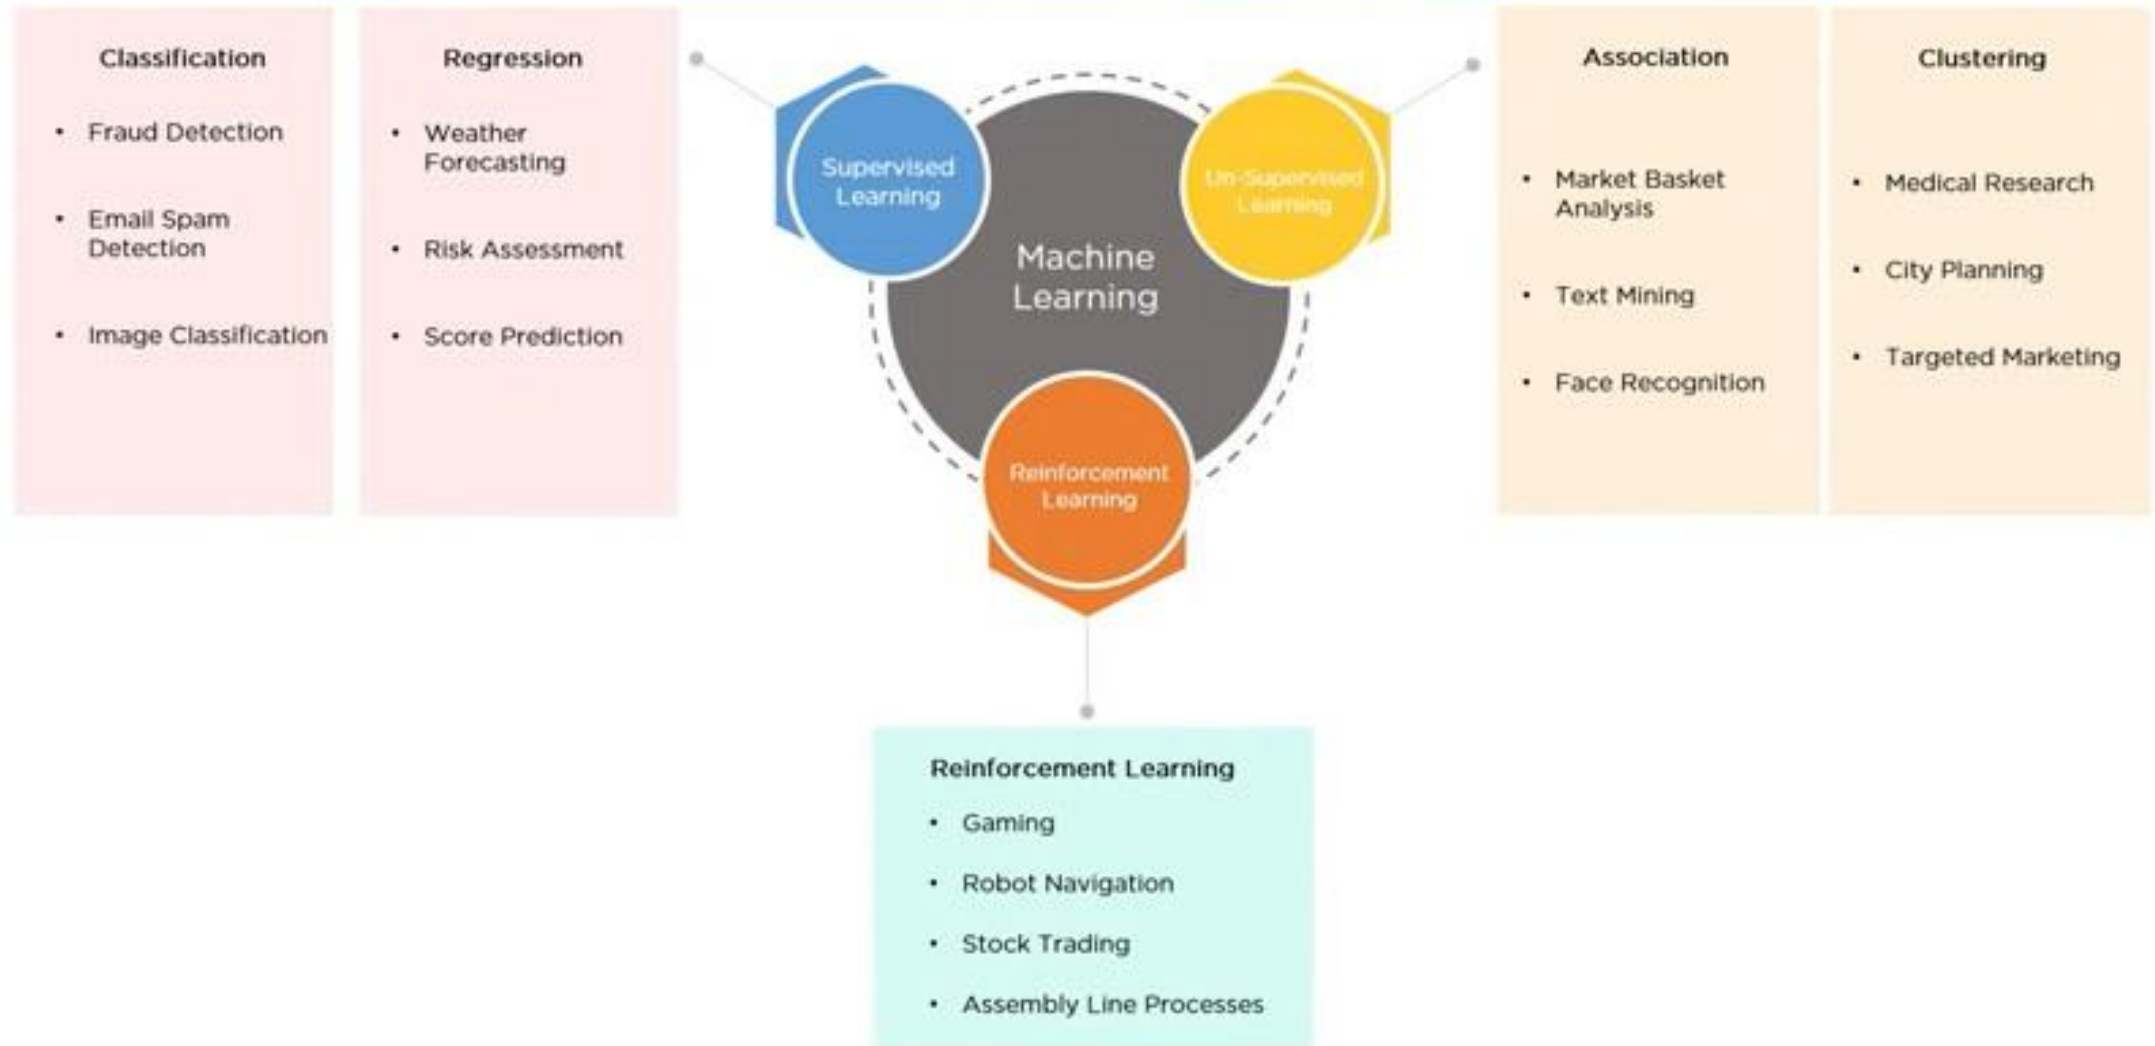 Classification
• Fraud Detection
• Email Spam
Detection
• Image Classification
Regression
• Weather
Forecasting
• Risk Assessment
• Score Prediction
Supervised
Learning
Machine
Learning
Un-Supervised
Learning
Reinforcement
Learning
Association
• Market Basket
Analysis
• Text Mining
• Face Recognition
Clustering
• Medical Research
• City Planning
• Targeted Marketing
Reinforcement Learning
• Gaming
• Robot Navigation
• Stock Trading
• Assembly Line Processes